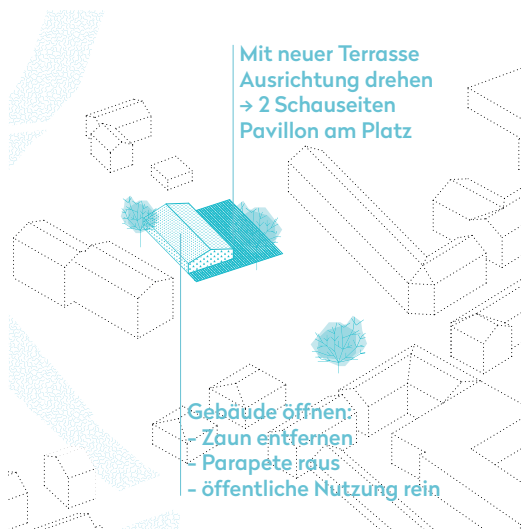 Mit neuer Terrasse
Ausrichtung drehen
→ 2 Schauseiten
Pavillon am Platz
Gebäude öffnen:
- Zaun entfernen
- Parapete raus
- öffentliche Nutzung rein